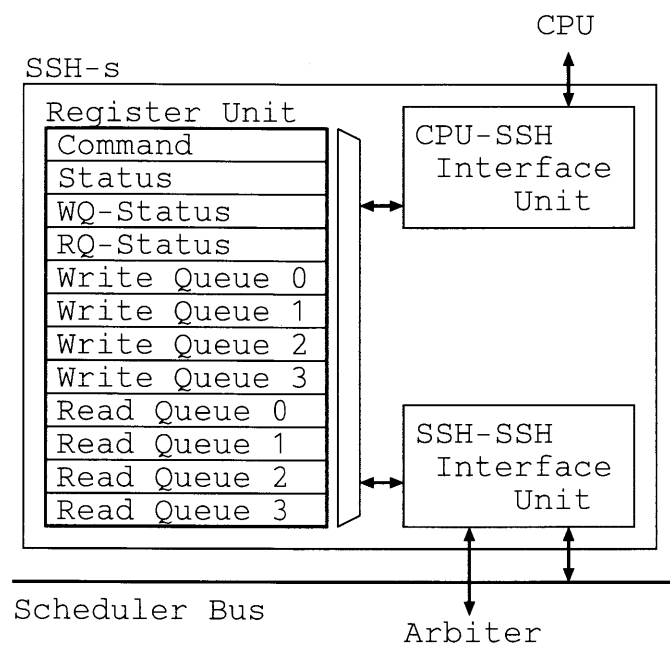 CPU
SSH-s
Register Unit
Command
Status
WQ-Status
RQ-Status
Write Queue 0
Write Queue 1
Write Queue 2
Write Queue 3
Read Queue 0
Read Queue 1
Read Queue 2
Read Queue 3
CPU-SSH
Interface
Unit
SSH-SSH
Interface
Unit
Scheduler Bus
Arbiter